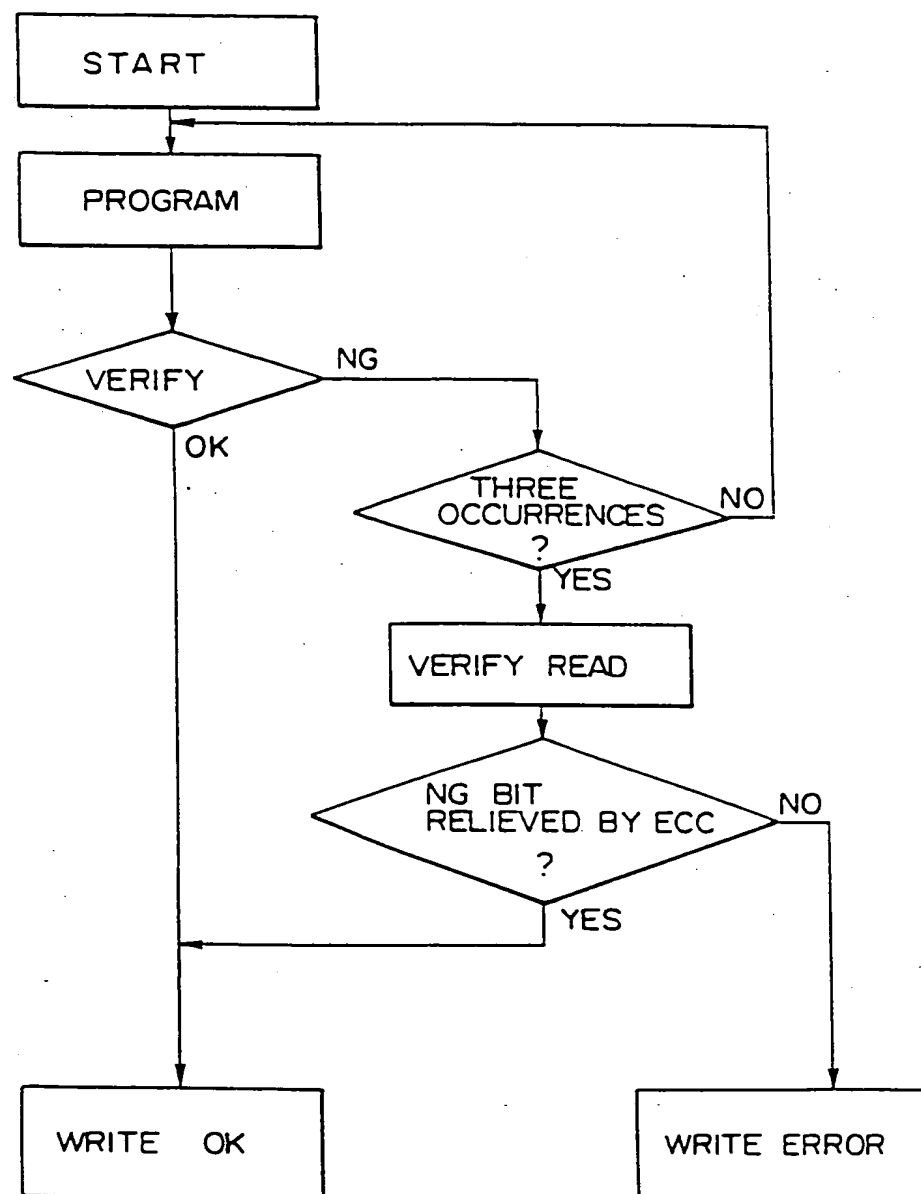 START
PROGRAM
VERIFY
NG
OK
THREE
OCCURRENCES
?
NO
YES
VERIFY READ
NG BIT
RELIEVED BY ECC
?
NO
YES
WRITE OK
WRITE ERROR